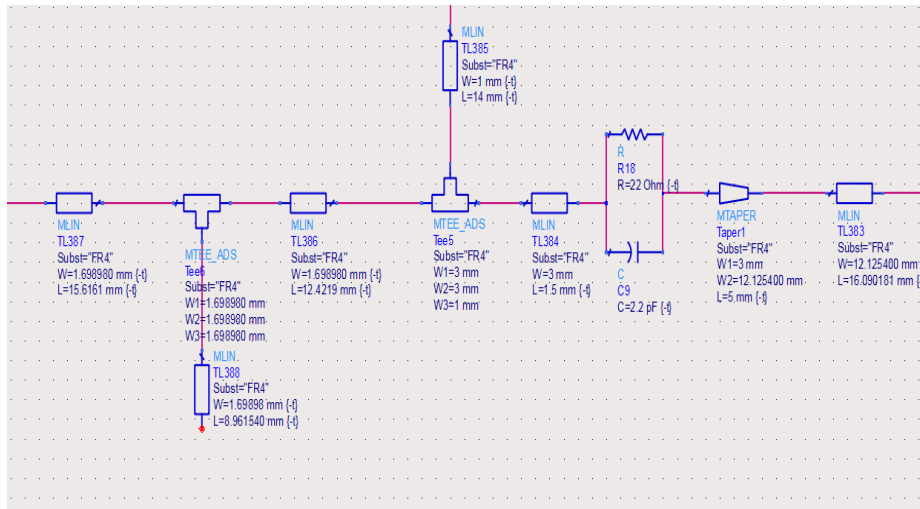 MLIN
TL385
Subst="FR4"
W=1 mm {-t}
L=14 mm {-t}
R
R18
R=22 Ohm {-t}
MLIN
TL387
Subst="FR4"
W=1.698980 mm {-t}
L=15.6161 mm {-t}
MTEE_ADS
Tee6
Subst="FR4"
W1=1.698980 mm
W2=1.698980 mm
W3=1.698980 mm
MLIN
TL386
Subst="FR4"
W=1.698980 mm {-t}
L=12.4219 mm {-t}
MTEE_ADS
Tee5
Subst="FR4"
W1=3 mm
W2=3 mm
W3=1 mm
MLIN
TL384
Subst="FR4"
W=3 mm {-t}
L=1.5 mm {-t}
C
C9
C=2.2 pF {-t}
MTAPER
Taper1
Subst="FR4"
W1=3 mm
W2=12.125400 mm
L=5 mm {-t}
MLIN
TL383
Subst="FR4"
W=12.125400 mm {-t}
L=16.090181 mm {
MLIN
TL388
Subst="FR4"
W=1.69898 mm {-t}
L=8.961540 mm {-t}